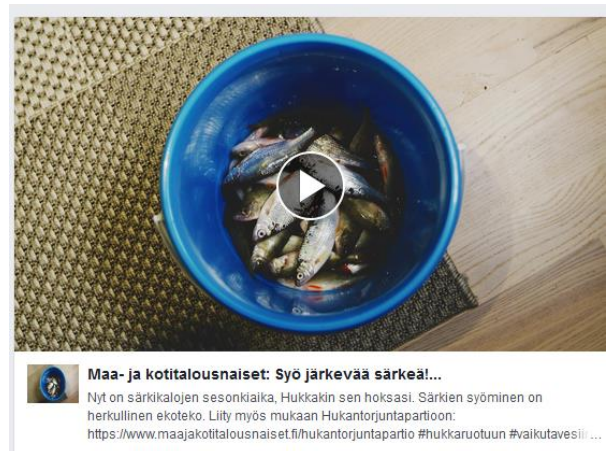 Maa- ja kotitalousnaiset: Syö järkevää särkeä!...
Nyt on särkikalojen sesonkiaika, Hukkakin sen hoksasi. Särkien syöminen on
herkullinen ekoteko. Liity myös mukaan Hukantorjuntapartioon:
https://www.maajakotitalousnaiset.fi/hukantorjuntapartio #hukkaruotuun #vaikutavesiin...